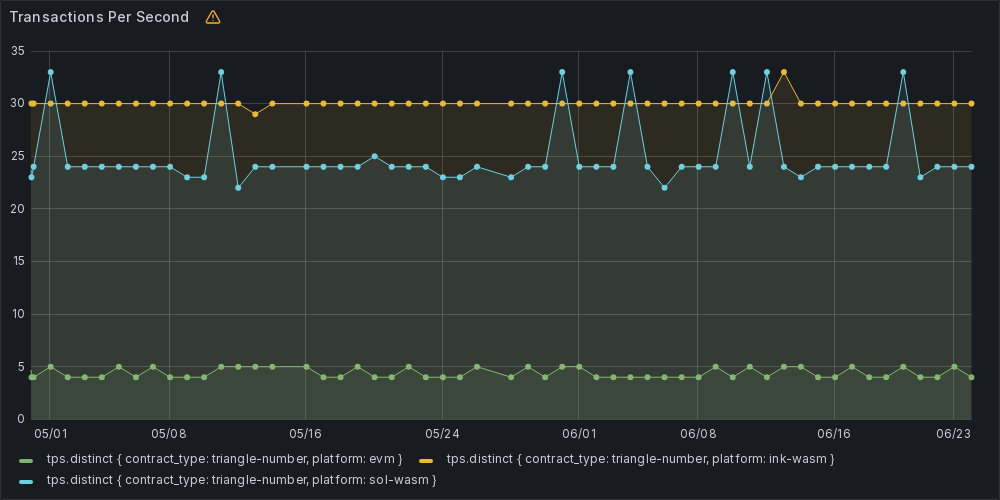 Transactions Per Second
35
30
25
20
15
10
5
0
05/01 05/08 05/16 05/24 06/01 06/08 06/16 06/23
tps.distinct { contract_type: triangle-number, platform: evm } tps.distinct { contract_type: triangle-number, platform: ink-wasm }
tps.distinct { contract_type: triangle-number, platform: sol-wasm }